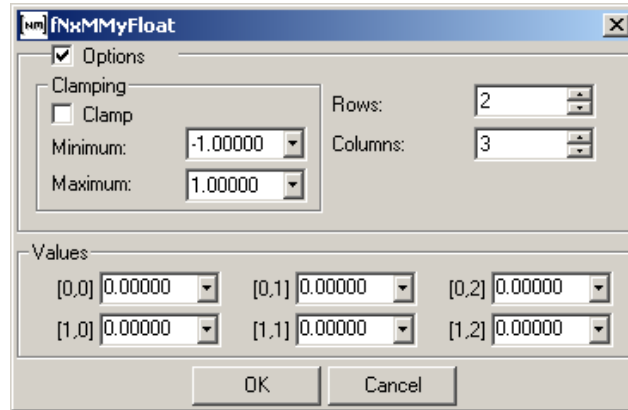 [NM] fNxMMyFloat
Options
Clamping
Clamp
Minimum: -1.00000
Maximum: 1.00000
Rows: 2
Columns: 3
Values
[0,0] 0.00000 [0,1] 0.00000 [0,2] 0.00000
[1,0] 0.00000 [1,1] 0.00000 [1,2] 0.00000
OK Cancel